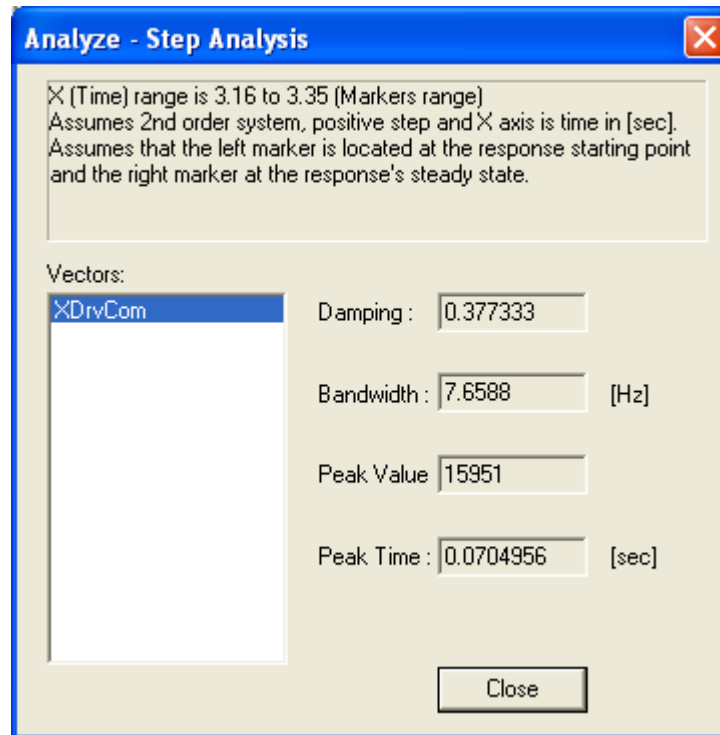 Analyze - Step Analysis
X (Time) range is 3.16 to 3.35 (Markers range)
Assumes 2nd order system, positive step and X axis is time in [sec].
Assumes that the left marker is located at the response starting point
and the right marker at the response's steady state.
Vectors:
XDrvCom
Damping : 0.377333
Bandwidth : 7.6588 [Hz]
Peak Value 15951
Peak Time : 0.0704956 [sec]
Close